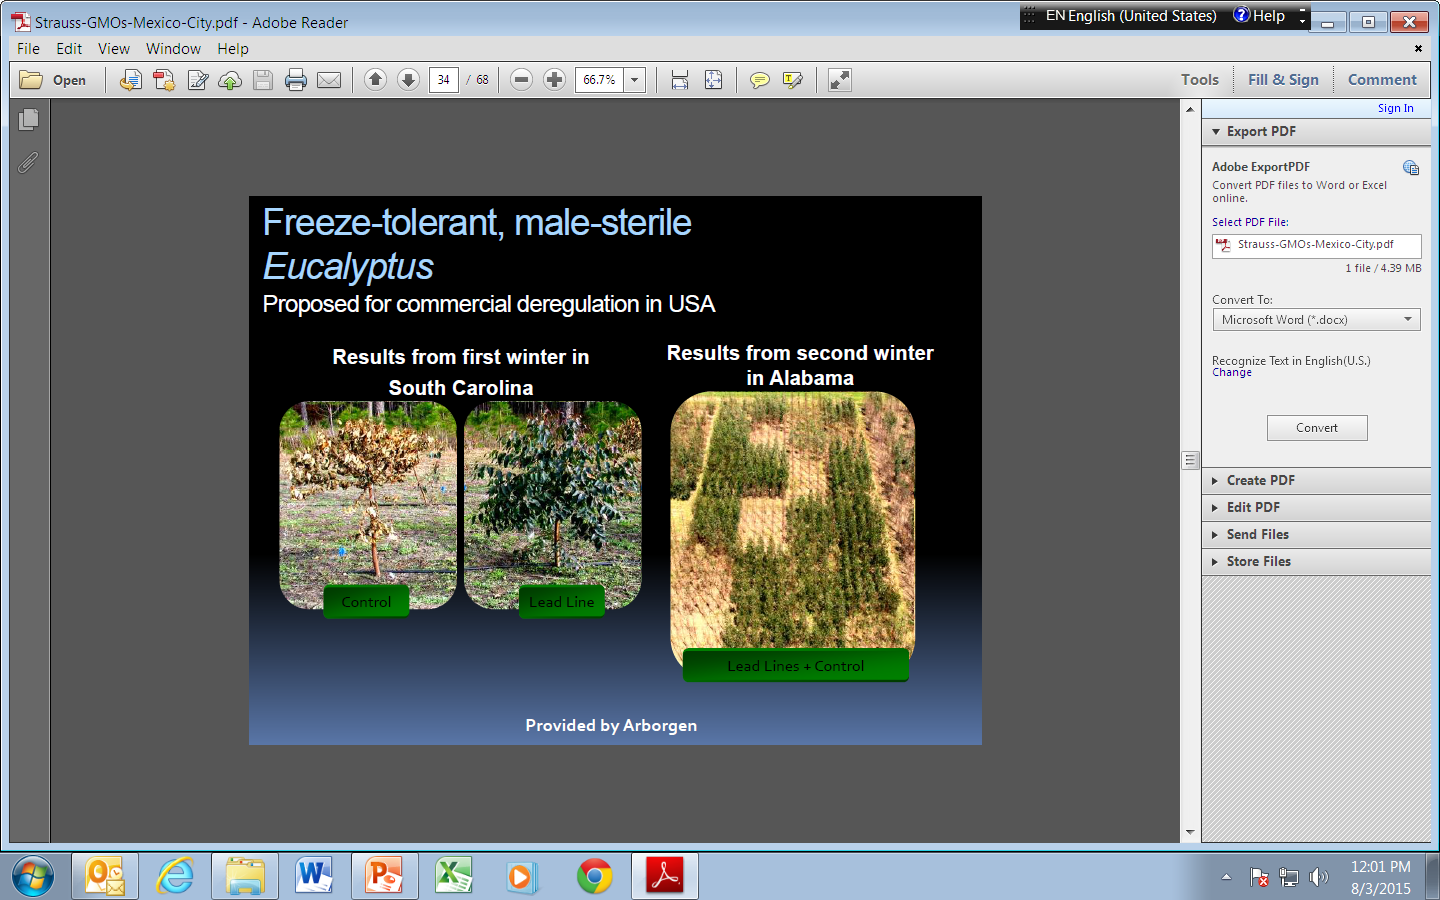 Strauss-GMOs-Mexico-City.pdf - Adobe Reader
EN English (United States) Help
File Edit View Window Help
Open 34 / 68 66.7% Tools Fill & Sign Comment
Sign In
Export PDF
Adobe ExportPDF
Convert PDF files to Word or Excel
online.
Select PDF File:
Strauss-GMOs-Mexico-City.pdf
1 file / 4.39 MB
Convert To:
Microsoft Word (*.docx)
Recognize Text in English(U.S.)
Change
Convert
Create PDF
Edit PDF
Send Files
Store Files
Freeze-tolerant, male-sterile
Eucalyptus
Proposed for commercial deregulation in USA
Results from first winter in
South Carolina
Results from second winter
in Alabama
Control
Lead Line
Lead Lines + Control
Provided by Arborgen
12:01 PM
8/3/2015